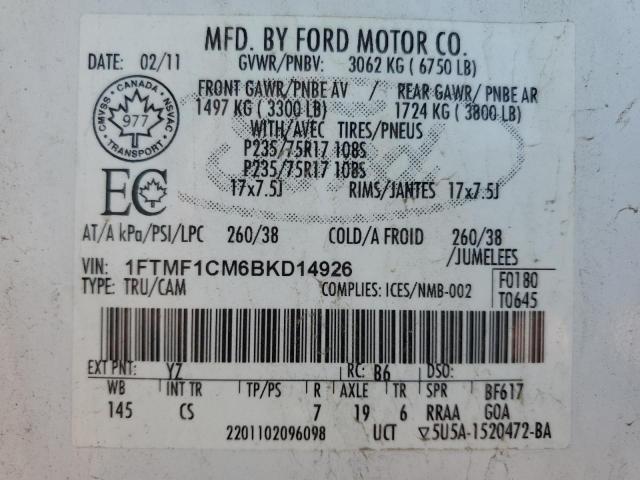 MFD. BY FORD MOTOR CO.
DATE: 02/11 GVWR/PNBV: 3062 KG ( 6750 LB)
FRONT GAWR/PNBE AV / REAR GAWR/ PNBE AR
1497 KG ( 3300 LB) 1724 KG ( 3800 LB)
WITH/AVEC TIRES/PNEUS
P235/75R17 108S
P235/75R17 108S
17x7.5J RIMS/JANTES 17x7.5J
CMVSS · CANADA · NSVAC
977
TRANSPORT
EC
AT/A kPa/PSI/LPC 260/38 COLD/A FROID 260/38
/JUMELEES
VIN: 1FTMF1CM6BKD14926
TYPE: TRU/CAM COMPLIES: ICES/NMB-002
F0180
T0645
EXT PNT: YZ RC: B6 DSO:
WB INT TR TP/PS R AXLE TR SPR BF617
145 CS 7 19 6 RRAA GOA
2201102096098 UCT ▽5U5A-1520472-BA